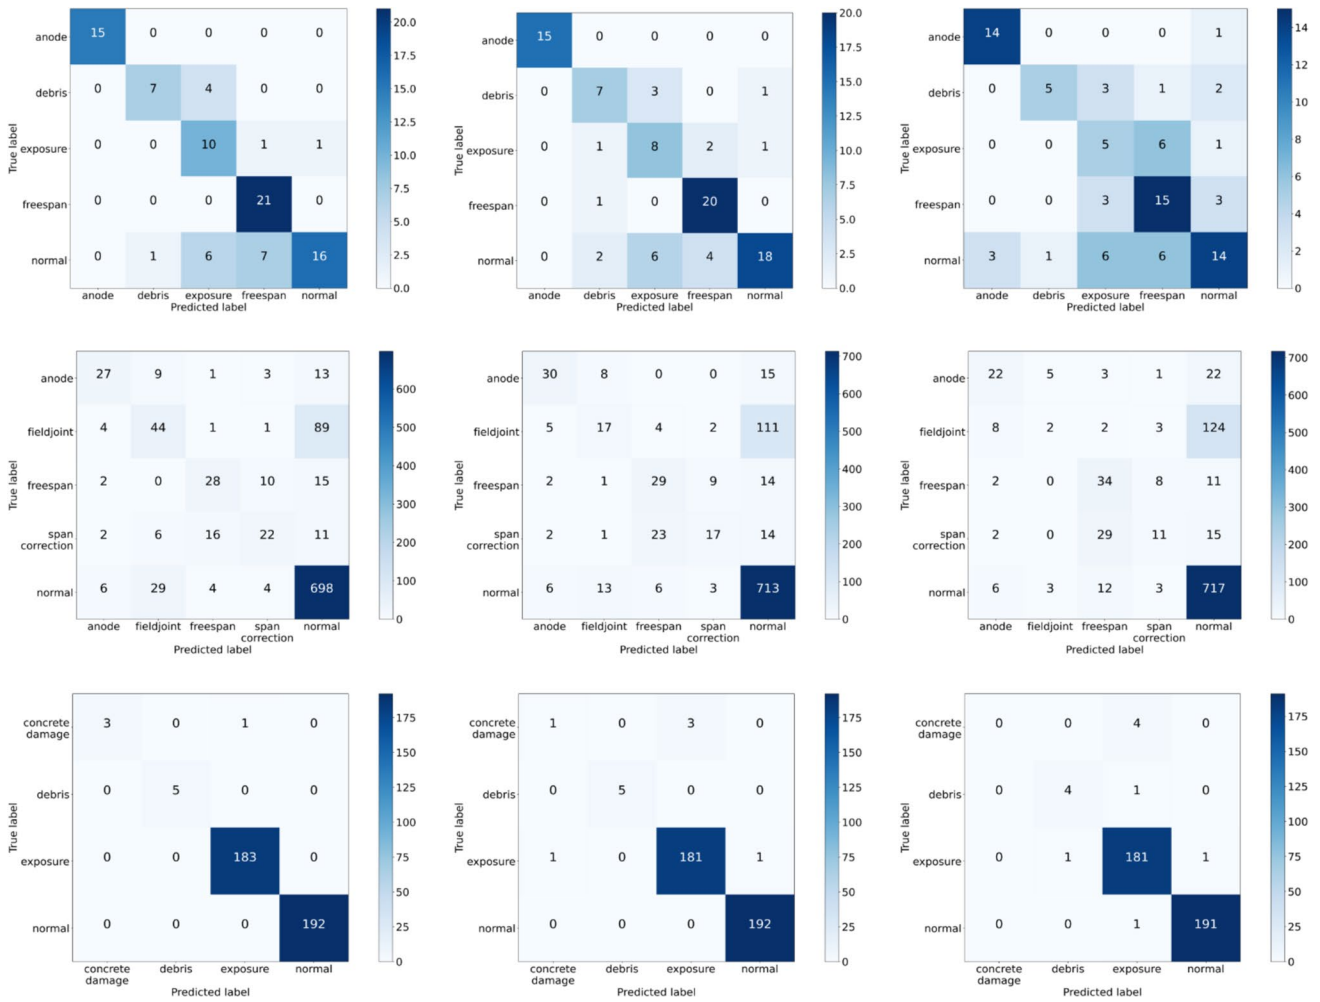 anode 15 0 0 0 0
debris 0 7 4 0 0
exposure 0 0 10 1 1
freespan 0 0 0 21 0
normal 0 1 6 7 16
anode debris exposure freespan normal
Predicted label
True label
20.0
17.5
15.0
12.5
10.0
7.5
5.0
2.5
0.0
anode 15 0 0 0 0
debris 0 7 3 0 1
exposure 0 1 8 2 1
freespan 0 1 0 20 0
normal 0 2 6 4 18
anode debris exposure freespan normal
Predicted label
True label
20.0
17.5
15.0
12.5
10.0
7.5
5.0
2.5
0.0
anode 14 0 0 0 1
debris 0 5 3 1 2
exposure 0 0 5 6 1
freespan 0 0 3 15 3
normal 3 1 6 6 14
anode debris exposure freespan normal
Predicted label
True label
14
12
10
8
6
4
2
0
anode 27 9 1 3 13
fieldjoint 4 44 1 1 89
freespan 2 0 28 10 15
span
correction 2 6 16 22 11
normal 6 29 4 4 698
anode fieldjoint freespan span normal
correction
Predicted label
True label
600
500
400
300
200
100
0
anode 30 8 0 0 15
fieldjoint 5 17 4 2 111
freespan 2 1 29 9 14
span
correction 2 1 23 17 14
normal 6 13 6 3 713
anode fieldjoint freespan span normal
correction
Predicted label
True label
700
600
500
400
300
200
100
0
anode 22 5 3 1 22
fieldjoint 8 2 2 3 124
freespan 2 0 34 8 11
span
correction 2 0 29 11 15
normal 6 3 12 3 717
anode fieldjoint freespan span normal
correction
Predicted label
True label
700
600
500
400
300
200
100
0
concrete
damage 3 0 1 0
debris 0 5 0 0
exposure 0 0 183 0
normal 0 0 0 192
concrete debris exposure normal
damage
Predicted label
True label
175
150
125
100
75
50
25
0
concrete
damage 1 0 3 0
debris 0 5 0 0
exposure 1 0 181 1
normal 0 0 0 192
concrete debris exposure normal
damage
Predicted label
True label
175
150
125
100
75
50
25
0
concrete
damage 0 0 4 0
debris 0 4 1 0
exposure 0 1 181 1
normal 0 0 1 191
concrete debris exposure normal
damage
Predicted label
True label
175
150
125
100
75
50
25
0